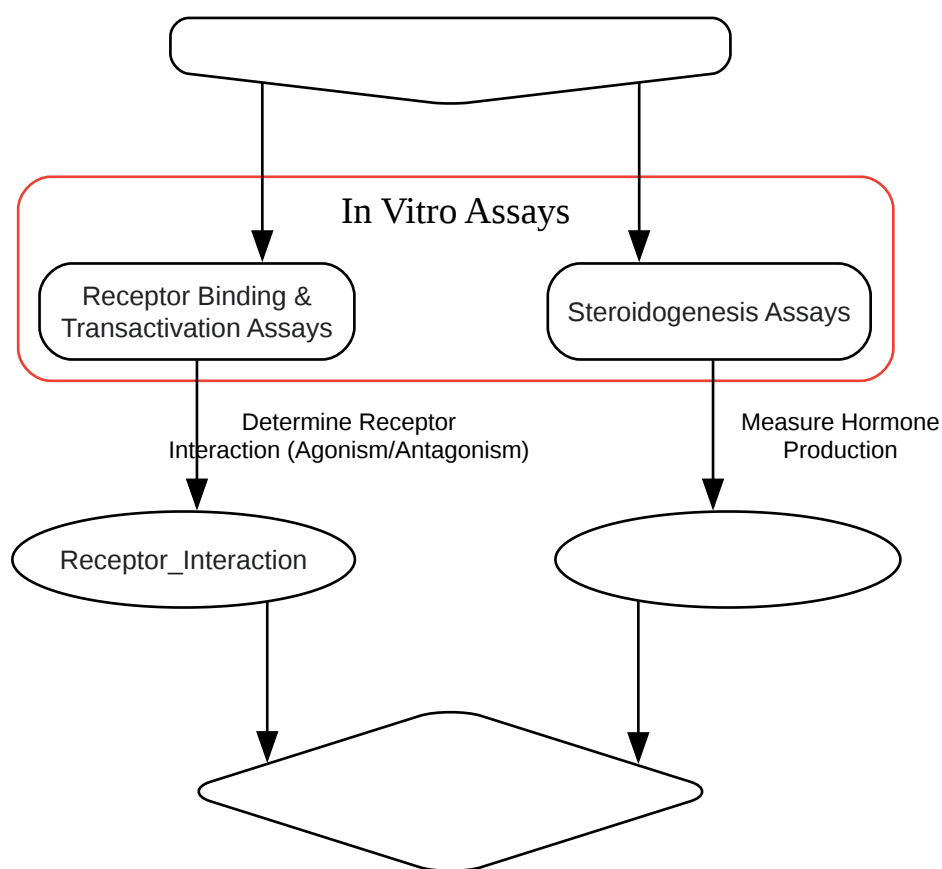 In Vitro Assays
Receptor Binding &
Transactivation Assays
Steroidogenesis Assays
Determine Receptor
Interaction (Agonism/Antagonism)
Measure Hormone
Production
Receptor_Interaction